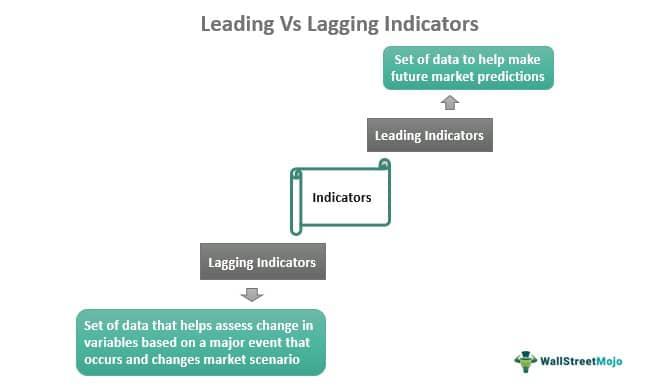 Leading Vs Lagging Indicators
Set of data to help make
future market predictions
Leading Indicators
Indicators
Lagging Indicators
Set of data that helps assess change in
variables based on a major event that
occurs and changes market scenario
WallStreetMojo